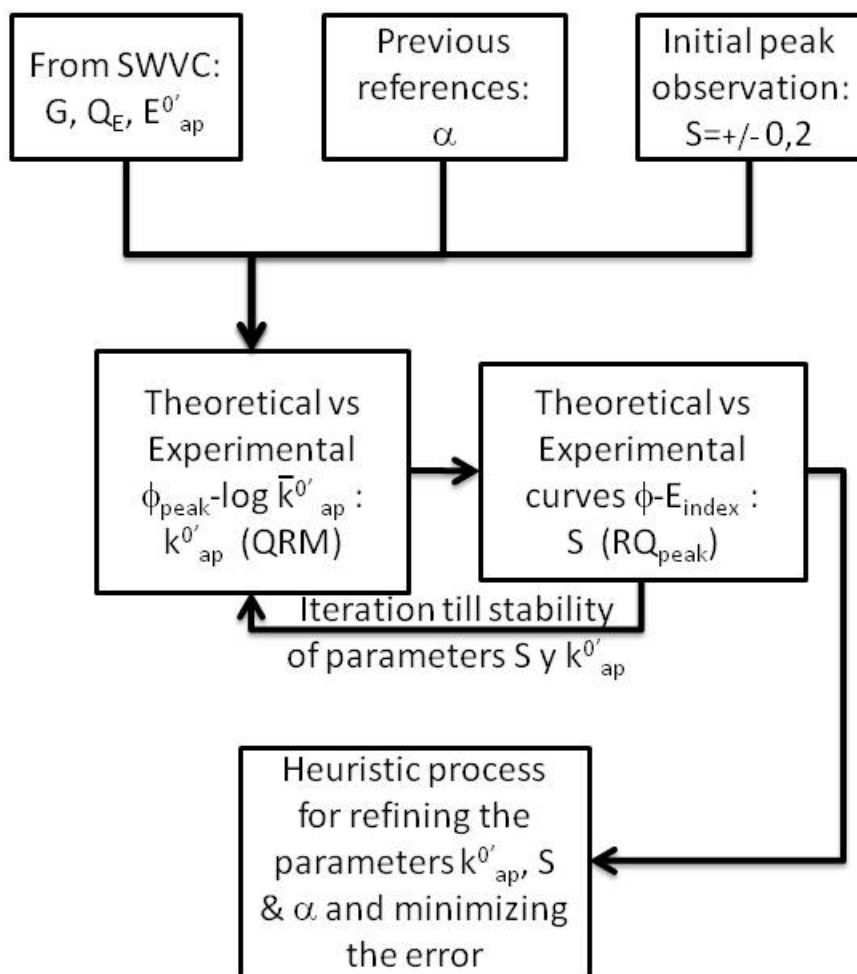 From SWVC:
G, Q_E, E^0'_ap
Previous
references:
α
Initial peak
observation:
S=+/- 0,2
Theoretical vs
Experimental
ϕ_peak-log k̅^0'_ap :
k^0'_ap (QRM)
Theoretical vs
Experimental
curves ϕ-E_index :
S (RQ_peak)
Iteration till stability
of parameters S y k^0'_ap
Heuristic process
for refining the
parameters k^0'_ap, S
& α and minimizing
the error